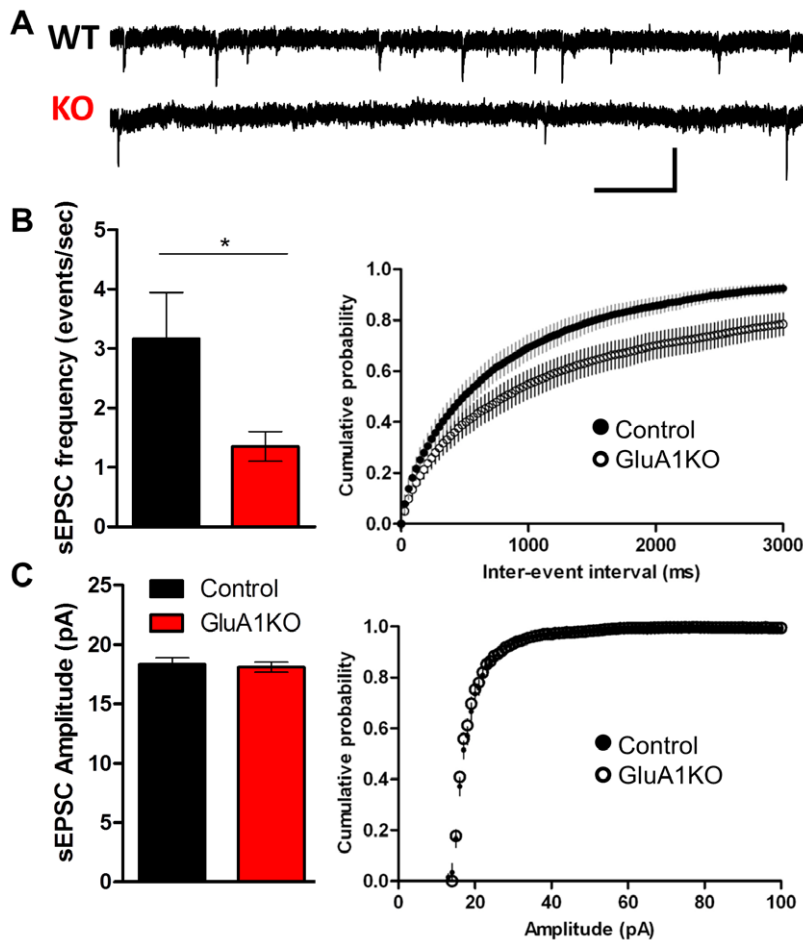 A
WT
KO
B
sEPSC frequency (events/sec)
5
4
3
2
1
0
*
Cumulative probability
1.0
0.8
0.6
0.4
0.2
0.0
Control
GluA1KO
0 1000 2000 3000
Inter-event interval (ms)
C
sEPSC Amplitude (pA)
25
20
15
10
5
0
Control
GluA1KO
Cumulative probability
1.0
0.8
0.6
0.4
0.2
0.0
Control
GluA1KO
0 20 40 60 80 100
Amplitude (pA)